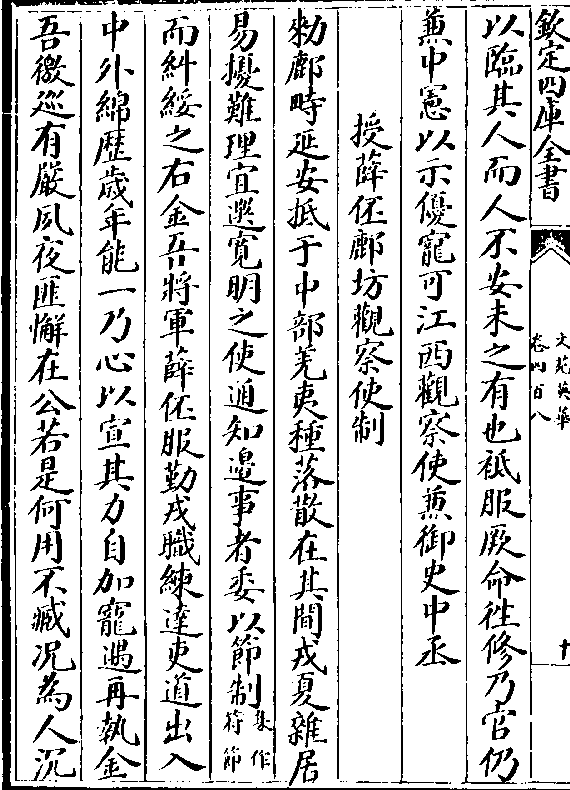 欽定四庫全書
文苑英華
卷四百八
十
以臨其人而人不安未之有也祗服厥命往修乃官仍
兼中憲以示優寵可江西觀察使兼御史中丞
授薛伾鄜坊觀察使制
勑鄜畤延安抵于中部羌夷種落散在其間戎夏雜居
易擾難理宜選寛明之使通知邊事者委以節制集作符節
而糾綏之右金吾將軍薛伾服勤戎職練達吏道出入
中外綿歴歲年能一乃心以宣其力自加寵遇再執金
吾徼巡有嚴夙夜匪懈在公若是何用不臧况為人沉